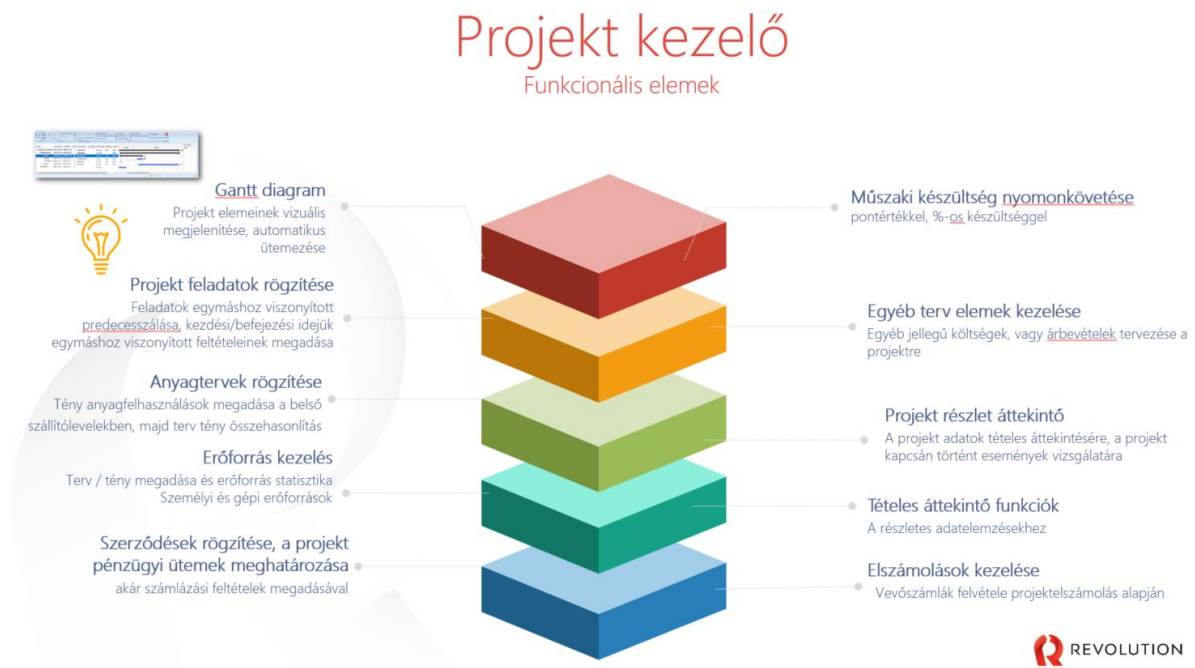 Projekt kezelő
Funkcionális elemek
Gantt diagram
Projekt elemeinek vizuális
megjelenítése, automatikus
ütemezése
Projekt feladatok rögzítése
Feladatok egymáshoz viszonyított
predecesszálása, kezdési/befejezési idejük
egymáshoz viszonyított feltételeinek megadása
Anyagtervek rögzítése
Tény anyagfelhasználások megadása a belső
szállítólevelekben, majd terv tény összehasonlítás
Erőforrás kezelés
Terv / tény megadása és erőforrás statisztika
Személyi és gépi erőforrások
Szerződések rögzítése, a projekt
pénzügyi ütemek meghatározása
akár számlázási feltételek megadásával
Műszaki készültség nyomonkövetése
pontértékkel, %-os készültséggel
Egyéb terv elemek kezelése
Egyéb jellegű költségek, vagy árbevételek tervezése a
projektre
Projekt részlet áttekintő
A projekt adatok tételes áttekintésére, a projekt
kapcsán történt események vizsgálatára
Tételes áttekintő funkciók
A részletes adatelemzésekhez
Elszámolások kezelése
Vevőszámlák felvétele projektelszámolás alapján
REVOLUTION